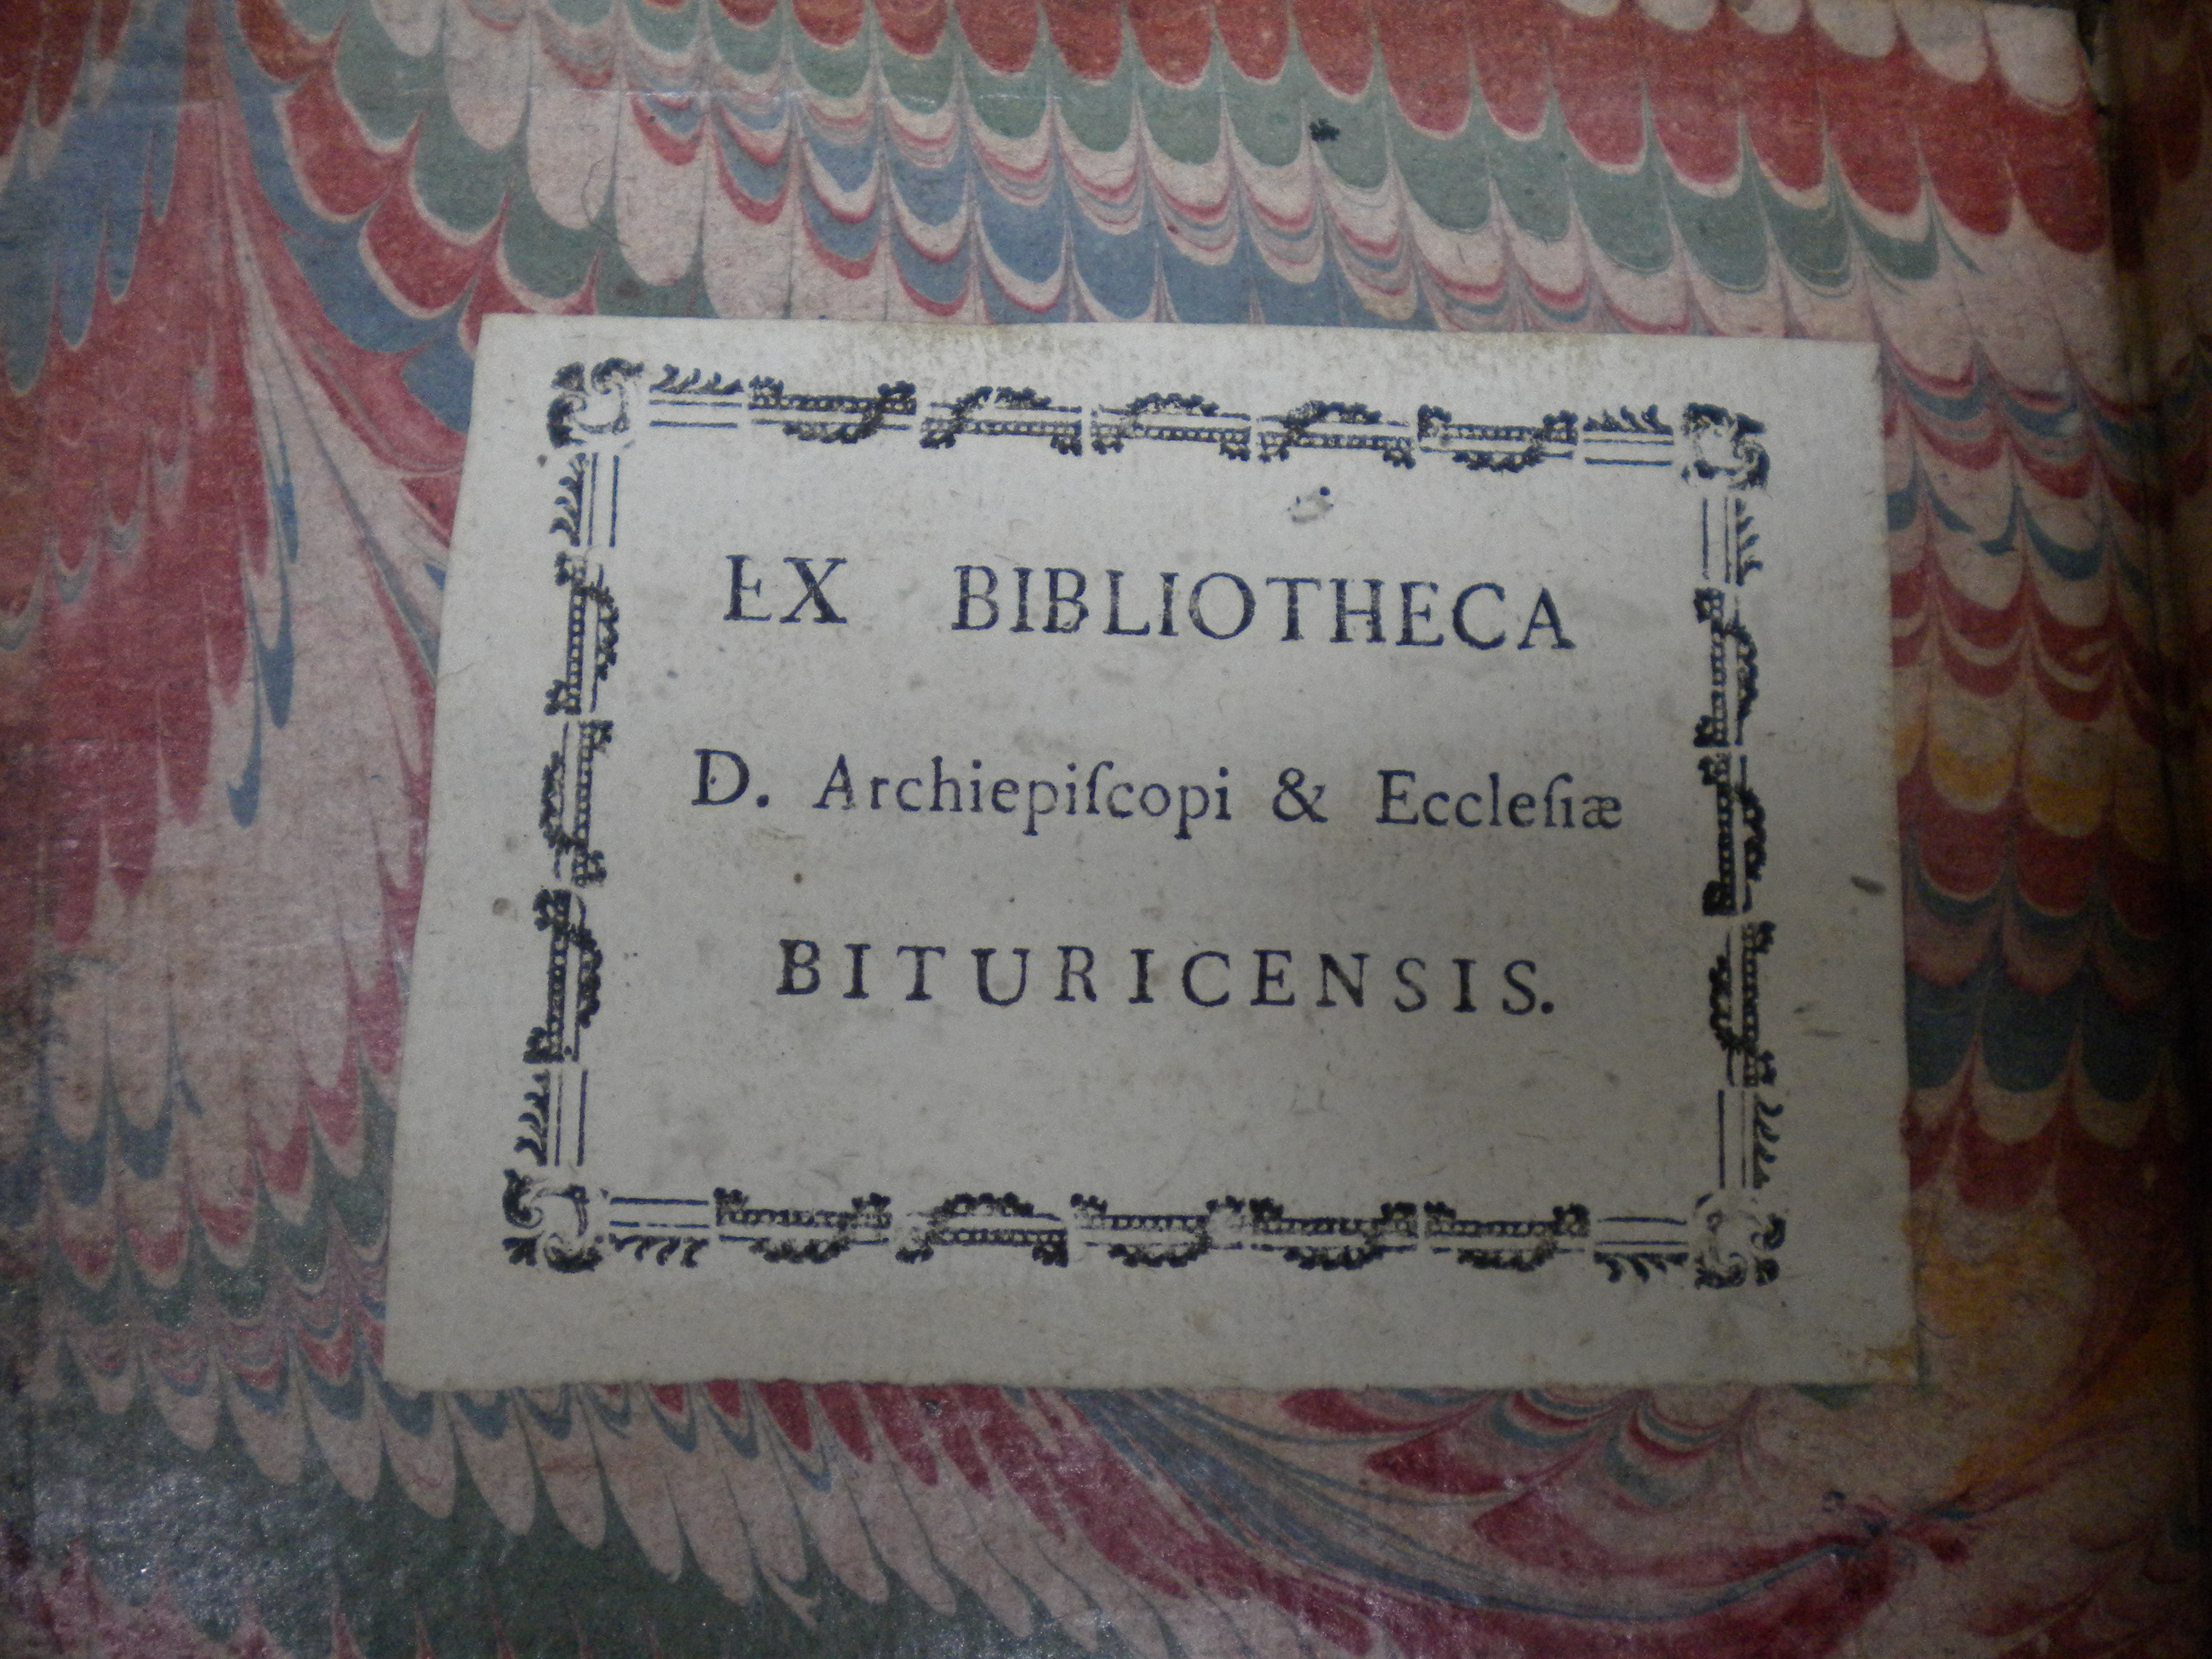 EX BIBLIOTHECA
D. Archiepiſcopi & Eccleſiæ
BITURICENSIS.